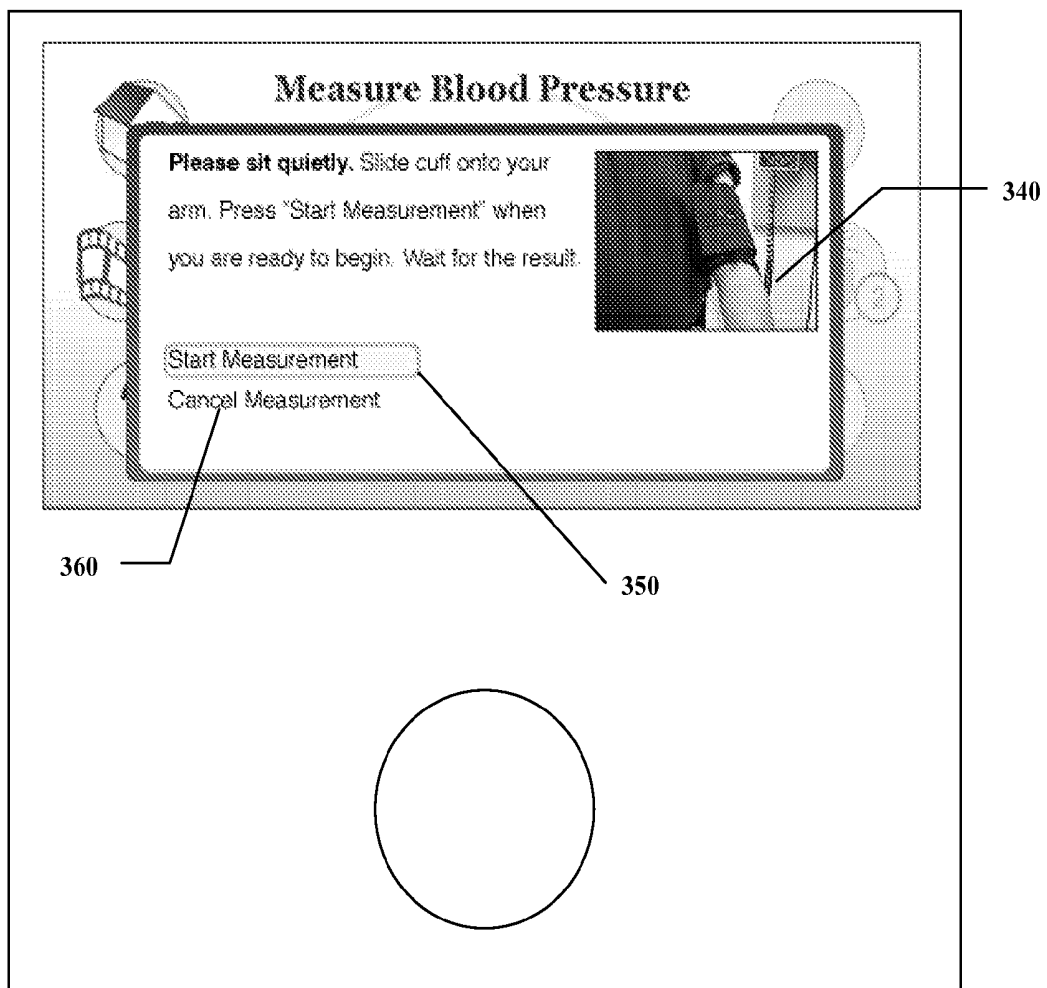 Measure Blood Pressure
Please sit quietly. Slide cuff onto your
arm. Press "Start Measurement" when
you are ready to begin. Wait for the result.
340
2
Start Measurement
Cancel Measurement
360
350